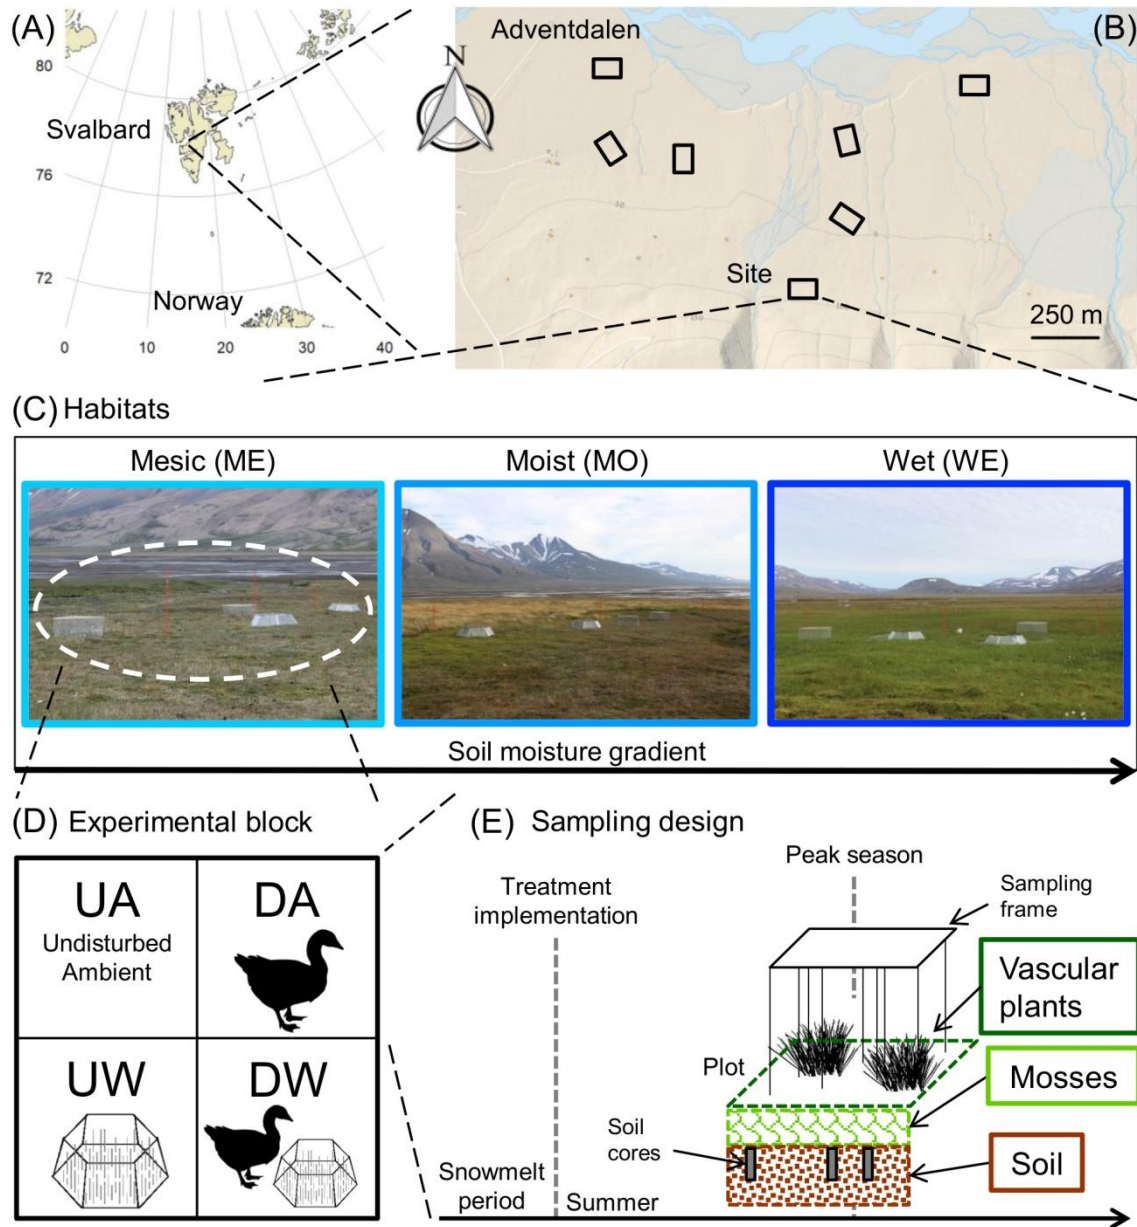 (A)
80
Svalbard
76
72
Norway
0
10
20
30
40
(B)
Adventdalen
N
Site
250 m
(C) Habitats
Mesic (ME)
Moist (MO)
Wet (WE)
Soil moisture gradient
(D) Experimental block
UA
Undisturbed
Ambient
DA
UW
DW
(E) Sampling design
Peak season
Treatment
implementation
Sampling
frame
Vascular
plants
Plot
Mosses
Soil
cores
Soil
Snowmelt
period
Summer